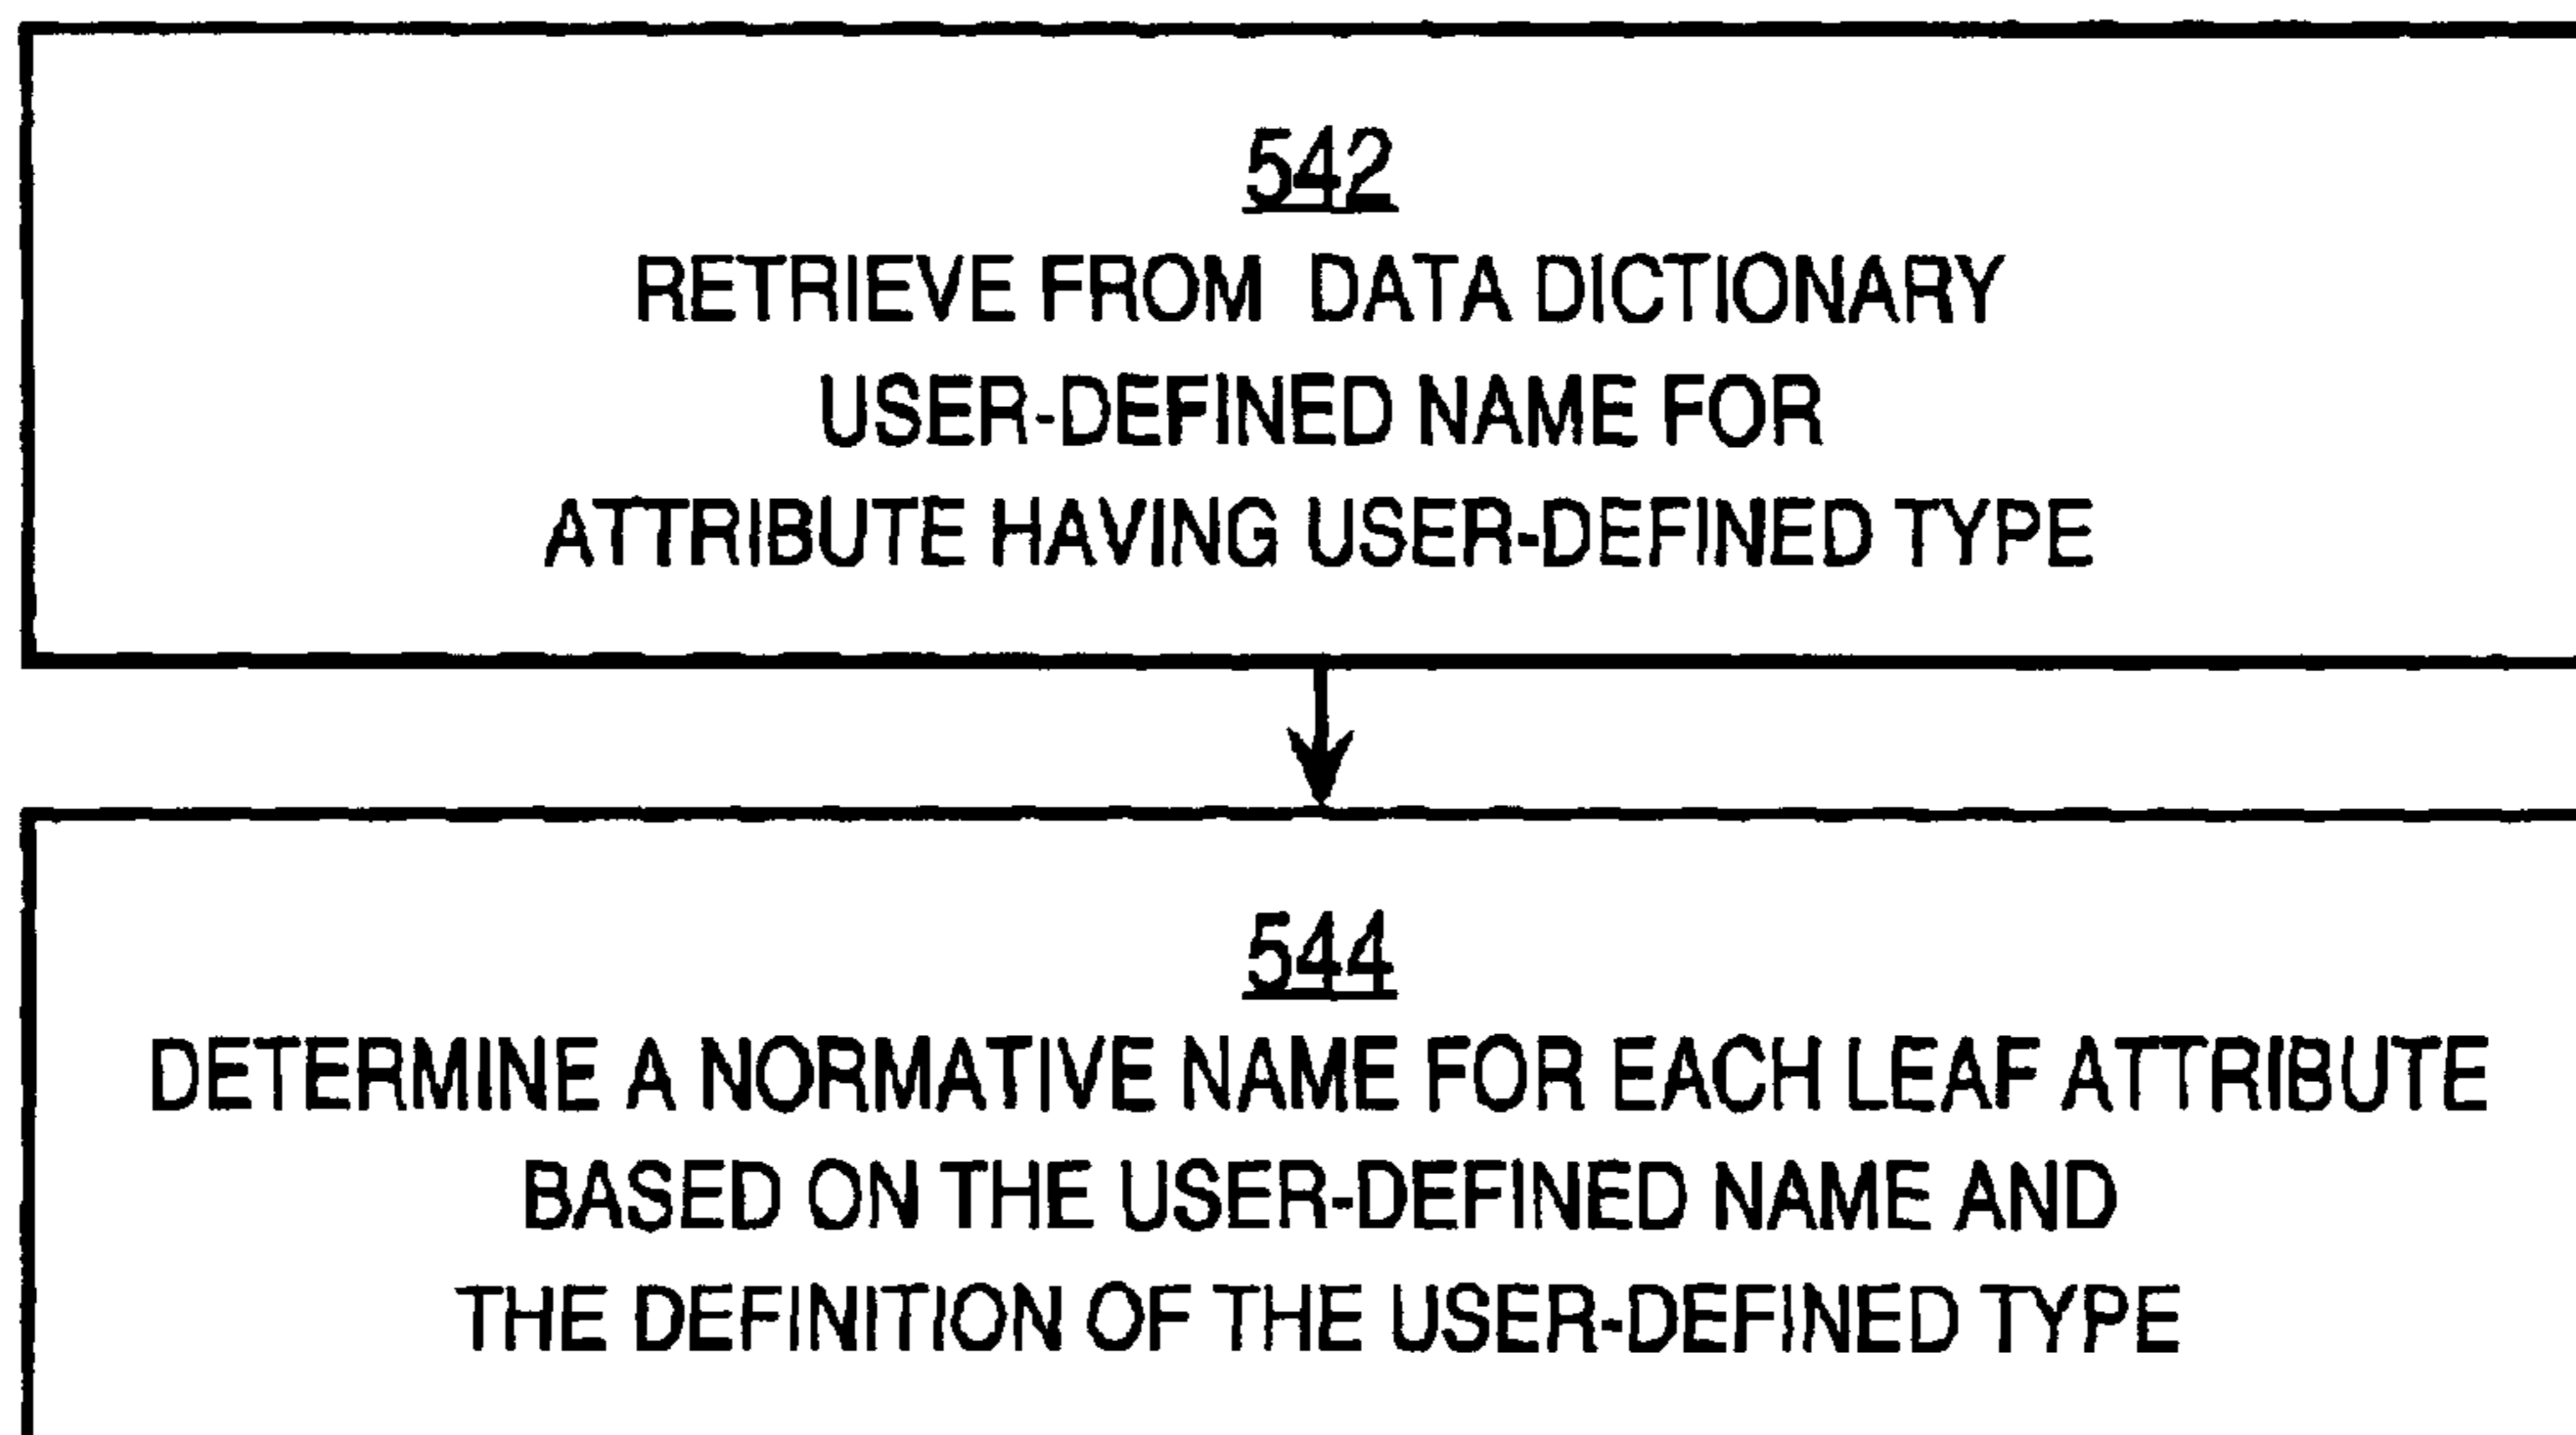 542
RETRIEVE FROM DATA DICTIONARY
USER-DEFINED NAME FOR
ATTRIBUTE HAVING USER-DEFINED TYPE
544
DETERMINE A NORMATIVE NAME FOR EACH LEAF ATTRIBUTE
BASED ON THE USER-DEFINED NAME AND
THE DEFINITION OF THE USER-DEFINED TYPE